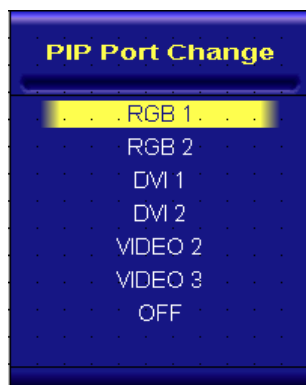 PIP Port Change
RGB 1
RGB 2
DVI 1
DVI 2
VIDEO 2
VIDEO 3
OFF